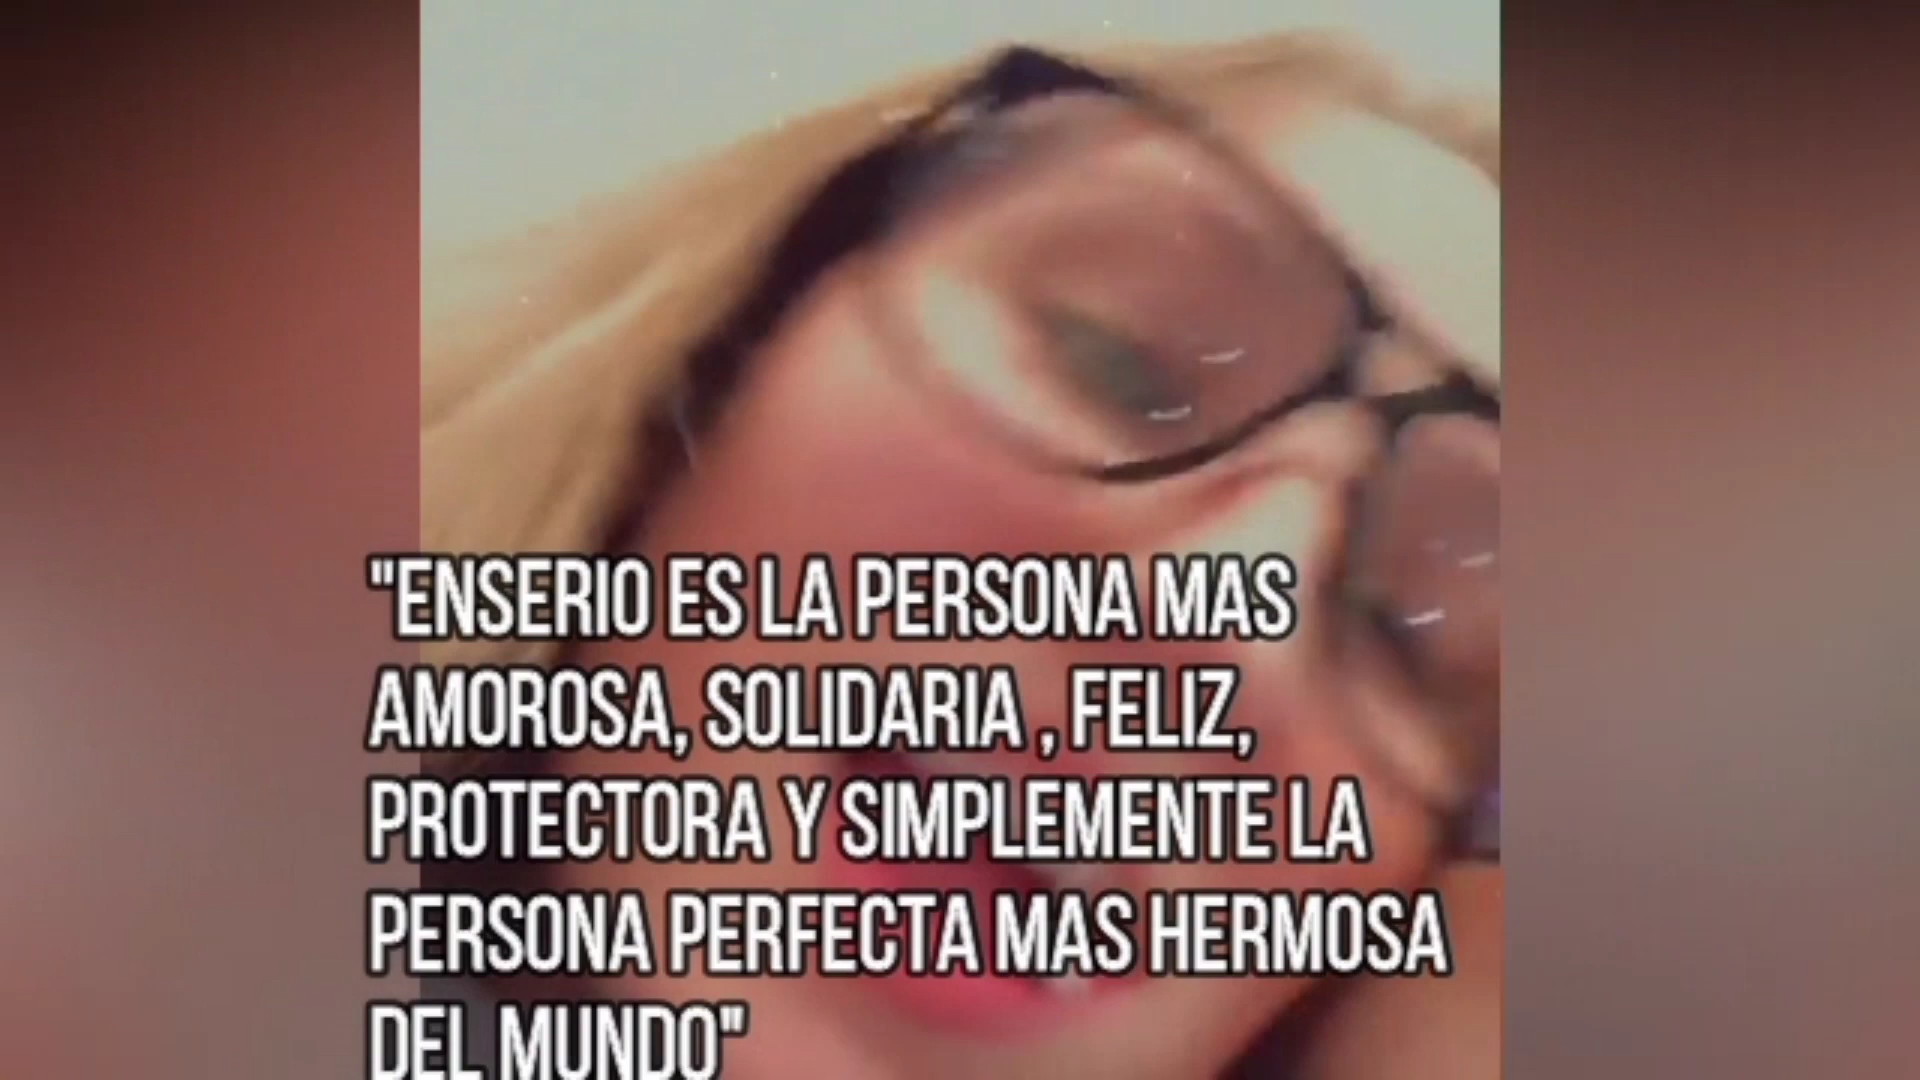 "ENSERIO ES LA PERSONA MAS
AMOROSA, SOLIDARIA , FELIZ,
PROTECTORA Y SIMPLEMENTE LA
PERSONA PERFECTA MAS HERMOSA
DEL MUNDO"